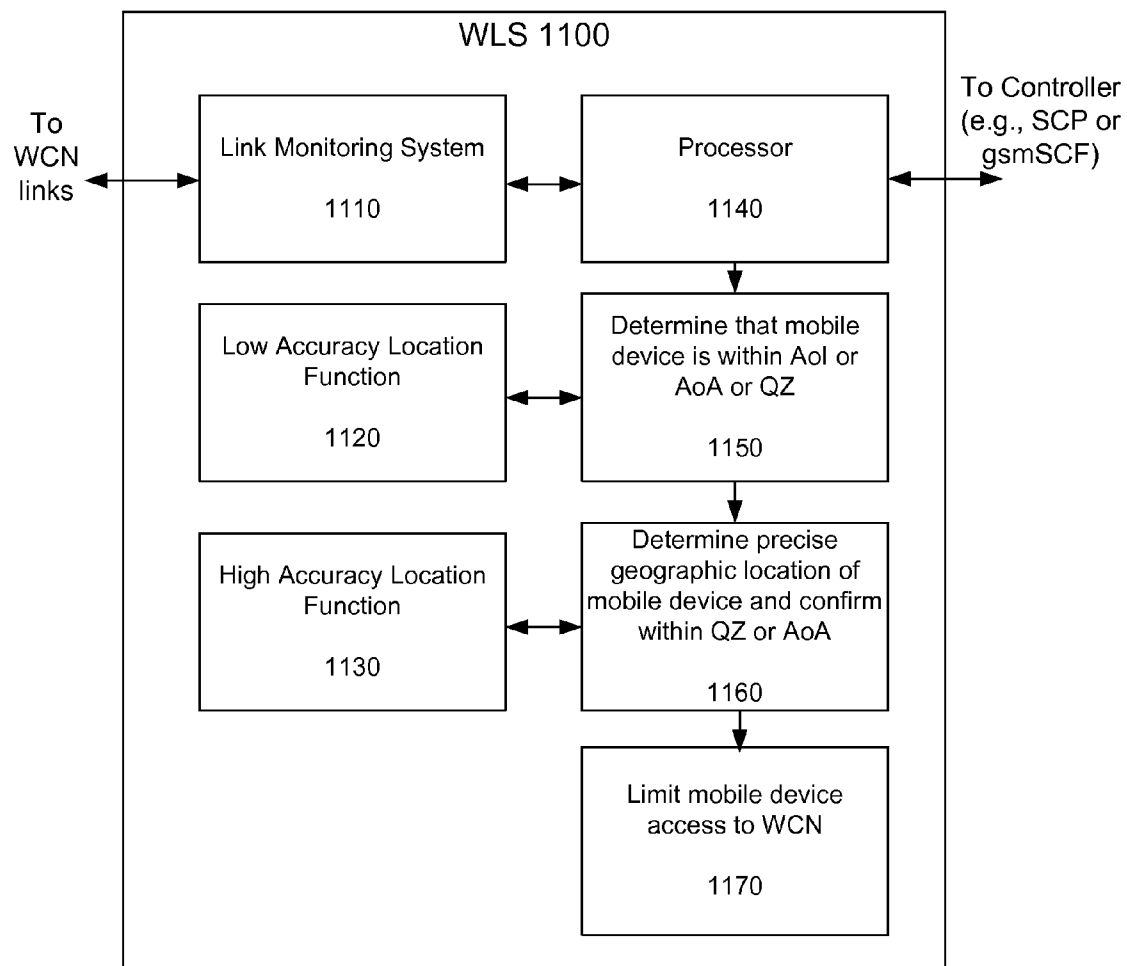 WLS 1100
To
WCN
links
Link Monitoring System
1110
Processor
1140
To Controller
(e.g., SCP or
gsmSCF)
Low Accuracy Location
Function
1120
Determine that mobile
device is within AoI or
AoA or QZ
1150
High Accuracy Location
Function
1130
Determine precise
geographic location of
mobile device and confirm
within QZ or AoA
1160
Limit mobile device
access to WCN
1170